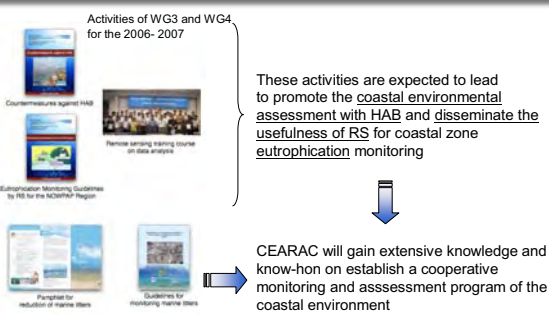 Activities of WG3 and WG4
for the 2006- 2007
Countermeasures against HAB
Remote sensing training course
on data analysis
Eutrophication Monitoring Guidelines
by RS for the NOWPAP Region
These activities are expected to lead
to promote the coastal environmental
assessment with HAB and disseminate the
usefulness of RS for coastal zone
eutrophication monitoring
Pamphlet for
reduction of marine litters
Guidelines for
monitoring marine litters
CEARAC will gain extensive knowledge and
know-hon on establish a cooperative
monitoring and asssessment program of the
coastal environment